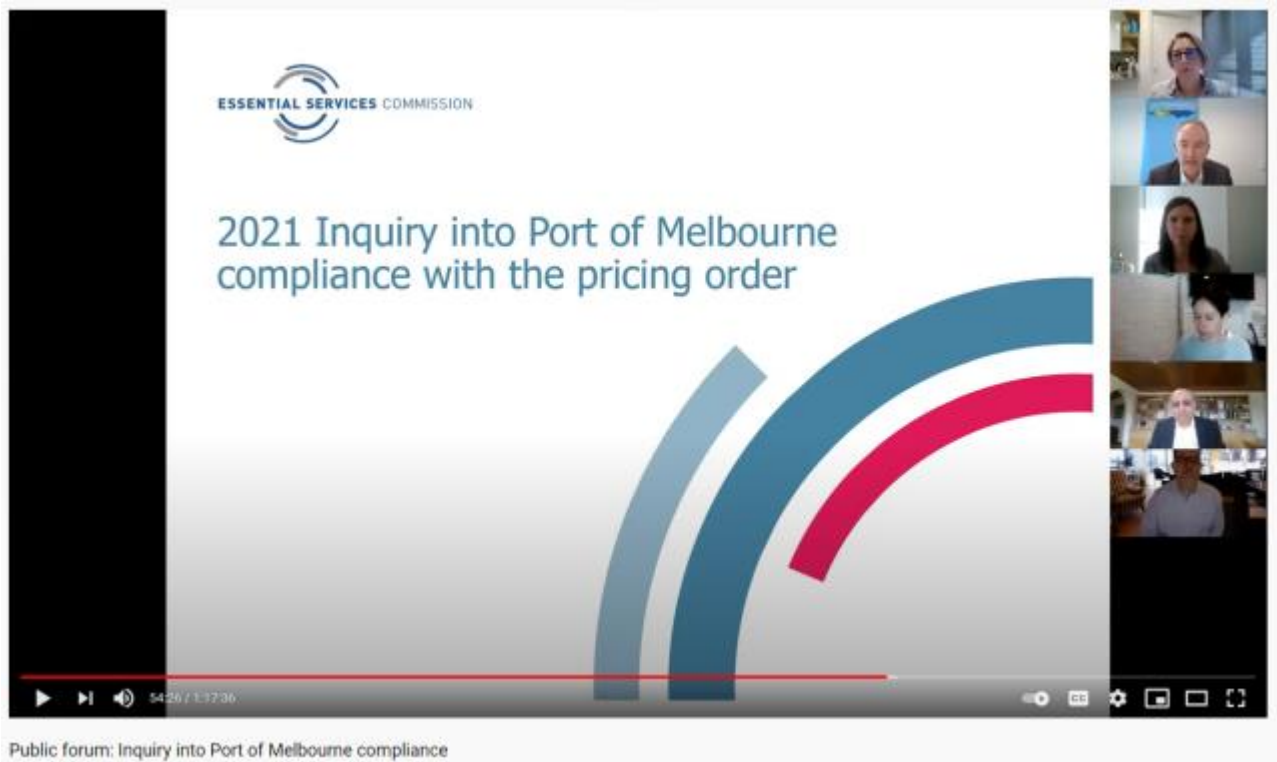 ESSENTIAL SERVICES COMMISSION
2021 Inquiry into Port of Melbourne
compliance with the pricing order
54:26 / 1:17:36
CC
Public forum: Inquiry into Port of Melbourne compliance